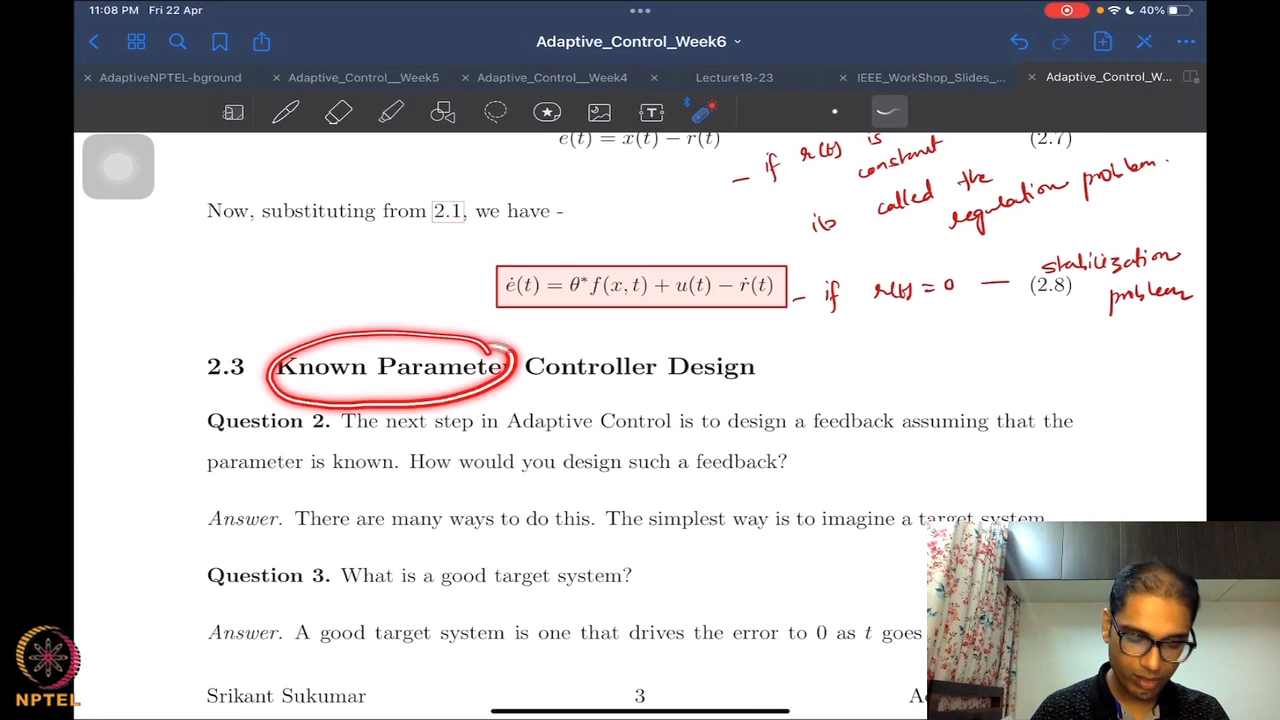 11:08 PM Fri 22 Apr
40%
Adaptive_Control_Week6
AdaptiveNPTEL-bground
Adaptive_Control__Week5
Adaptive_Control__Week4
Lecture18-23
IEEE_WorkShop_Slides_...
Adaptive_Control_W...
e(t) = x(t) − r(t) (2.7)
– if r(t) is constant
its called the regulation problem.
Now, substituting from 2.1, we have -
ė(t) = θ*f(x, t) + u(t) − ṙ(t) (2.8)
– if r(t) = 0 — stabilization problem
2.3 Known Parameter Controller Design
Question 2. The next step in Adaptive Control is to design a feedback assuming that the
parameter is known. How would you design such a feedback?
Answer. There are many ways to do this. The simplest way is to imagine a target system
Question 3. What is a good target system?
Answer. A good target system is one that drives the error to 0 as t goes
Srikant Sukumar 3
NPTEL